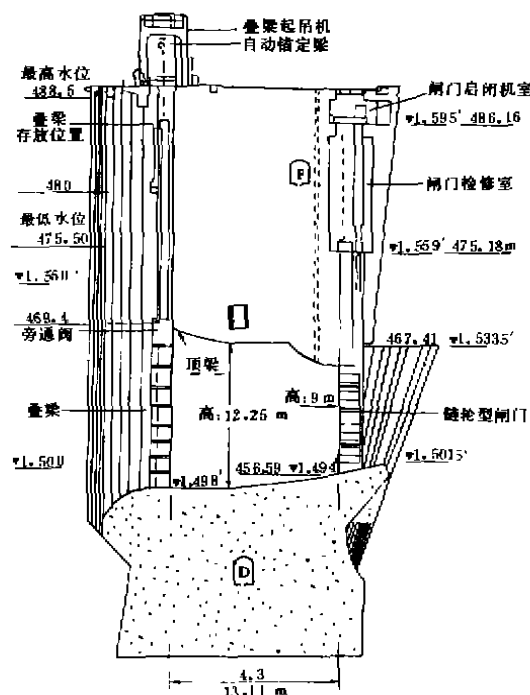 叠梁起吊机
自动锚定梁
最高水位
488.5
闸门启闭机室
▼1.595' 486.16
叠梁
存放位置
F
480
闸门检修室
最低水位
475.50
▼1.559' 475.18m
▼1.560'
469.4
旁通阀
467.41 ▼1.5335'
顶梁
高:9 m
叠梁
高:12.25 m
链轮型闸门
▼1.500
456.59 ▼1.494'
▼1.5015'
▼1.498'
D
4.3
13.11 m